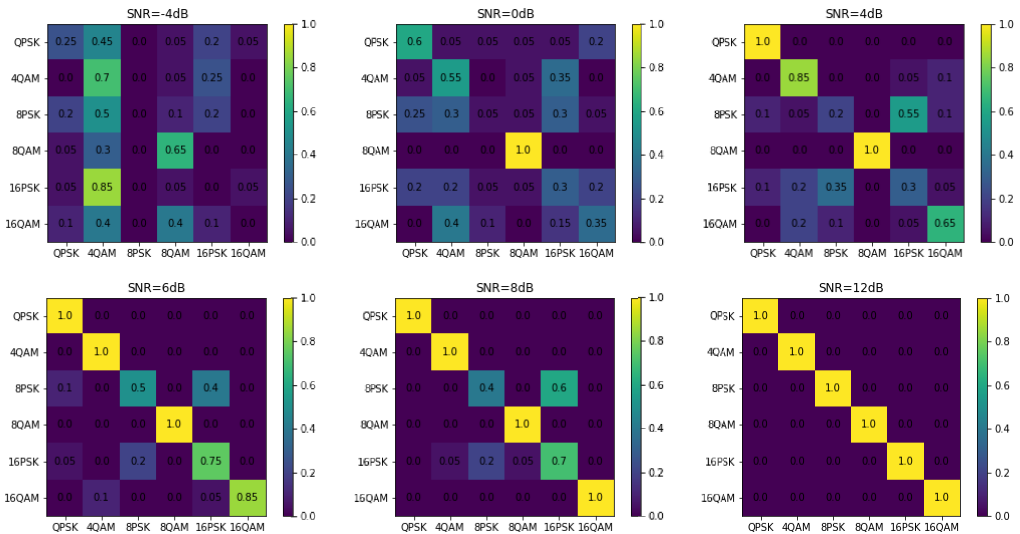 SNR=-4dB
QPSK 0.25 0.45 0.0 0.05 0.2 0.05
4QAM 0.0 0.7 0.0 0.05 0.25 0.0
8PSK 0.2 0.5 0.0 0.1 0.2 0.0
8QAM 0.05 0.3 0.0 0.65 0.0 0.0
16PSK 0.05 0.85 0.0 0.05 0.0 0.05
16QAM 0.1 0.4 0.0 0.4 0.1 0.0
QPSK 4QAM 8PSK 8QAM 16PSK 16QAM
1.0
0.8
0.6
0.4
0.2
0.0
SNR=0dB
QPSK 0.6 0.05 0.05 0.05 0.05 0.2
4QAM 0.05 0.55 0.0 0.05 0.35 0.0
8PSK 0.25 0.3 0.05 0.05 0.3 0.05
8QAM 0.0 0.0 0.0 1.0 0.0 0.0
16PSK 0.2 0.2 0.05 0.05 0.3 0.2
16QAM 0.0 0.4 0.1 0.0 0.15 0.35
QPSK 4QAM 8PSK 8QAM 16PSK 16QAM
1.0
0.8
0.6
0.4
0.2
0.0
SNR=4dB
QPSK 1.0 0.0 0.0 0.0 0.0 0.0
4QAM 0.0 0.85 0.0 0.0 0.05 0.1
8PSK 0.1 0.05 0.2 0.0 0.55 0.1
8QAM 0.0 0.0 0.0 1.0 0.0 0.0
16PSK 0.1 0.2 0.35 0.0 0.3 0.05
16QAM 0.0 0.2 0.1 0.0 0.05 0.65
QPSK 4QAM 8PSK 8QAM 16PSK 16QAM
1.0
0.8
0.6
0.4
0.2
0.0
SNR=6dB
QPSK 1.0 0.0 0.0 0.0 0.0 0.0
4QAM 0.0 1.0 0.0 0.0 0.0 0.0
8PSK 0.1 0.0 0.5 0.0 0.4 0.0
8QAM 0.0 0.0 0.0 1.0 0.0 0.0
16PSK 0.05 0.0 0.2 0.0 0.75 0.0
16QAM 0.0 0.1 0.0 0.0 0.05 0.85
QPSK 4QAM 8PSK 8QAM 16PSK 16QAM
1.0
0.8
0.6
0.4
0.2
0.0
SNR=8dB
QPSK 1.0 0.0 0.0 0.0 0.0 0.0
4QAM 0.0 1.0 0.0 0.0 0.0 0.0
8PSK 0.0 0.0 0.4 0.0 0.6 0.0
8QAM 0.0 0.0 0.0 1.0 0.0 0.0
16PSK 0.0 0.05 0.2 0.05 0.7 0.0
16QAM 0.0 0.0 0.0 0.0 0.0 1.0
QPSK 4QAM 8PSK 8QAM 16PSK 16QAM
1.0
0.8
0.6
0.4
0.2
0.0
SNR=12dB
QPSK 1.0 0.0 0.0 0.0 0.0 0.0
4QAM 0.0 1.0 0.0 0.0 0.0 0.0
8PSK 0.0 0.0 1.0 0.0 0.0 0.0
8QAM 0.0 0.0 0.0 1.0 0.0 0.0
16PSK 0.0 0.0 0.0 0.0 1.0 0.0
16QAM 0.0 0.0 0.0 0.0 0.0 1.0
QPSK 4QAM 8PSK 8QAM 16PSK 16QAM
1.0
0.8
0.6
0.4
0.2
0.0